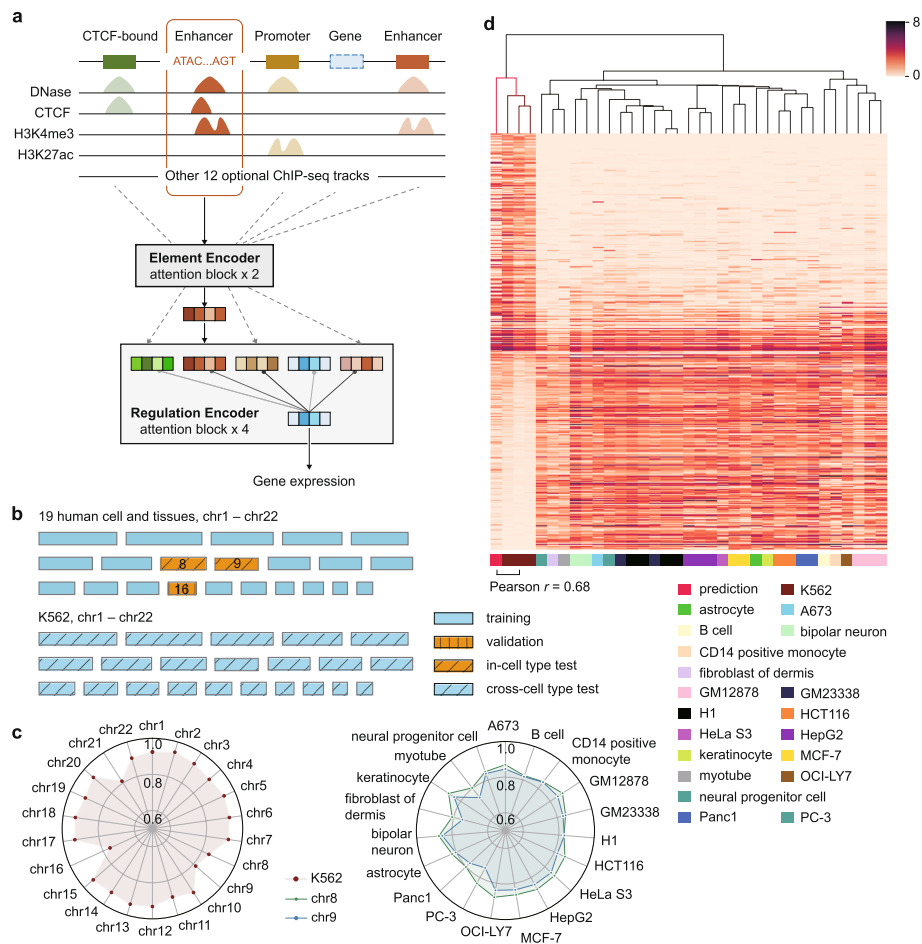 a
CTCF-bound
Enhancer
Promoter
Gene
Enhancer
ATAC...AGT
DNase
CTCF
H3K4me3
H3K27ac
Other 12 optional ChIP-seq tracks
Element Encoder
attention block x 2
Regulation Encoder
attention block x 4
Gene expression
b
19 human cell and tissues, chr1 – chr22
8
9
16
K562, chr1 – chr22
training
validation
in-cell type test
cross-cell type test
c
chr1
chr2
chr3
chr4
chr5
chr6
chr7
chr8
chr9
chr10
chr11
chr12
chr13
chr14
chr15
chr16
chr17
chr18
chr19
chr20
chr21
chr22
1.0
0.8
0.6
K562
chr8
chr9
A673
B cell
CD14 positive
monocyte
GM12878
GM23338
H1
HCT116
HeLa S3
HepG2
MCF-7
OCI-LY7
PC-3
Panc1
astrocyte
bipolar
neuron
fibroblast of
dermis
keratinocyte
myotube
neural progenitor cell
1.0
0.8
0.6
d
8
0
Pearson r = 0.68
prediction
K562
astrocyte
A673
B cell
bipolar neuron
CD14 positive monocyte
fibroblast of dermis
GM12878
GM23338
H1
HCT116
HeLa S3
HepG2
keratinocyte
MCF-7
myotube
OCI-LY7
neural progenitor cell
Panc1
PC-3